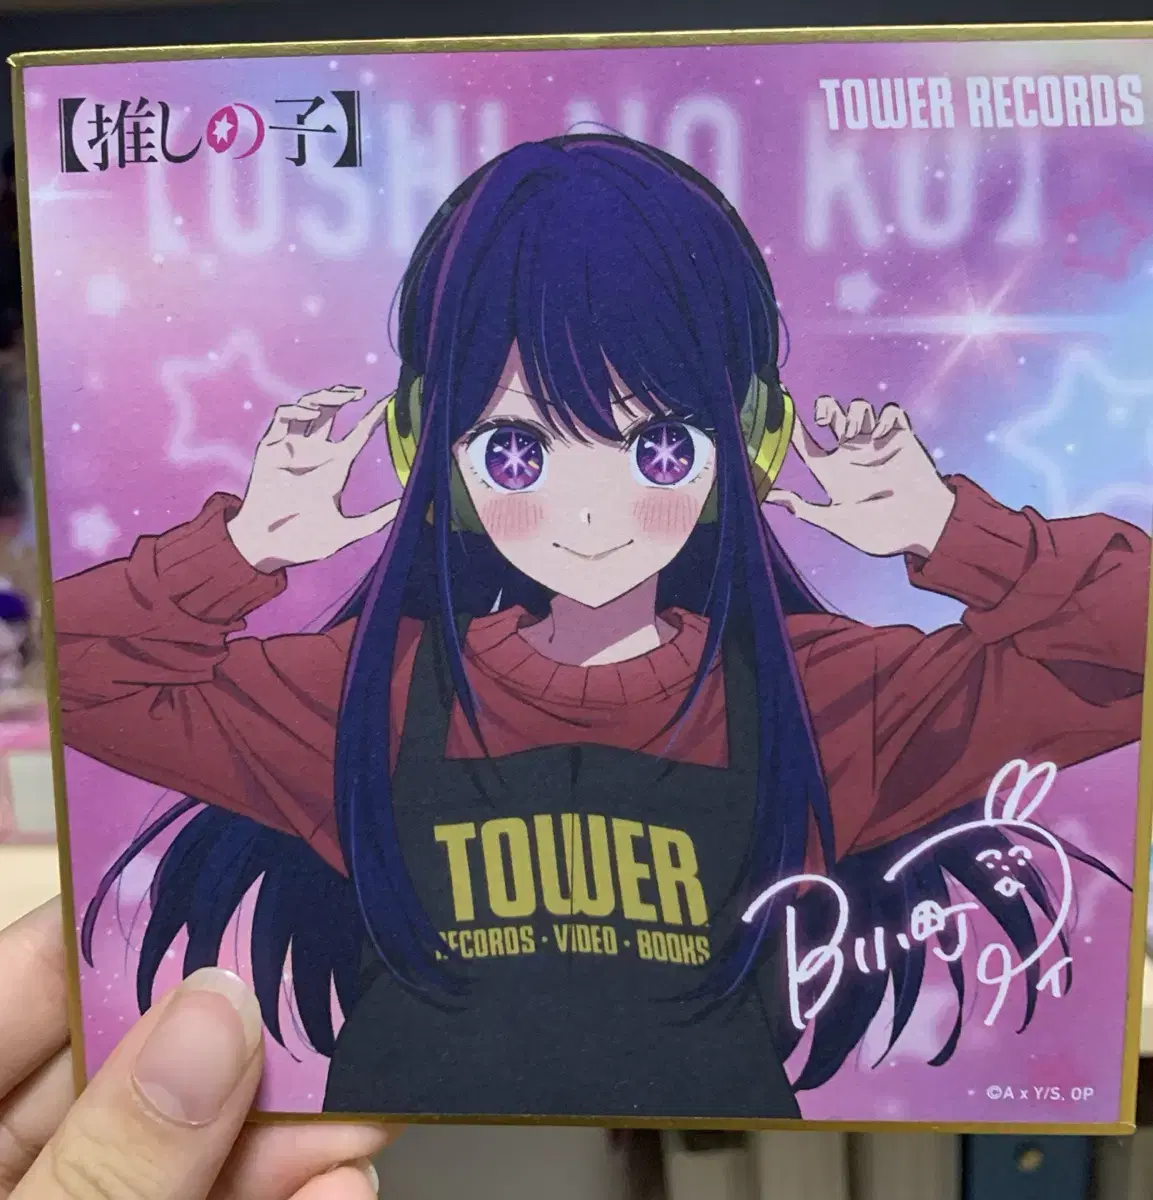 【推しの子】
TOWER RECORDS
[OSHI NO KO]
TOWER
RECORDS・VIDEO・BOOKS
B小町
アイ
©A x Y/S, OP